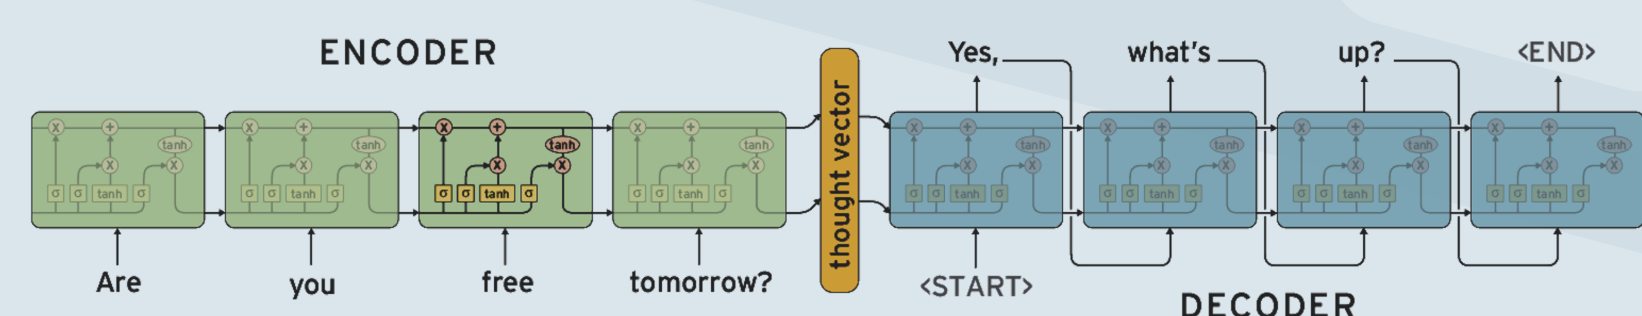 ENCODER
Yes,
what's
up?
<END>
x + tanh x σ σ tanh σ
x + tanh x x σ σ tanh σ
x + tanh x x σ σ tanh σ
x + tanh x x σ σ tanh σ
thought vector
x + tanh x x σ σ tanh σ
x + tanh x x σ σ tanh σ
x + tanh x x σ σ tanh σ
x + tanh x x σ σ tanh σ
Are
you
free
tomorrow?
<START>
DECODER